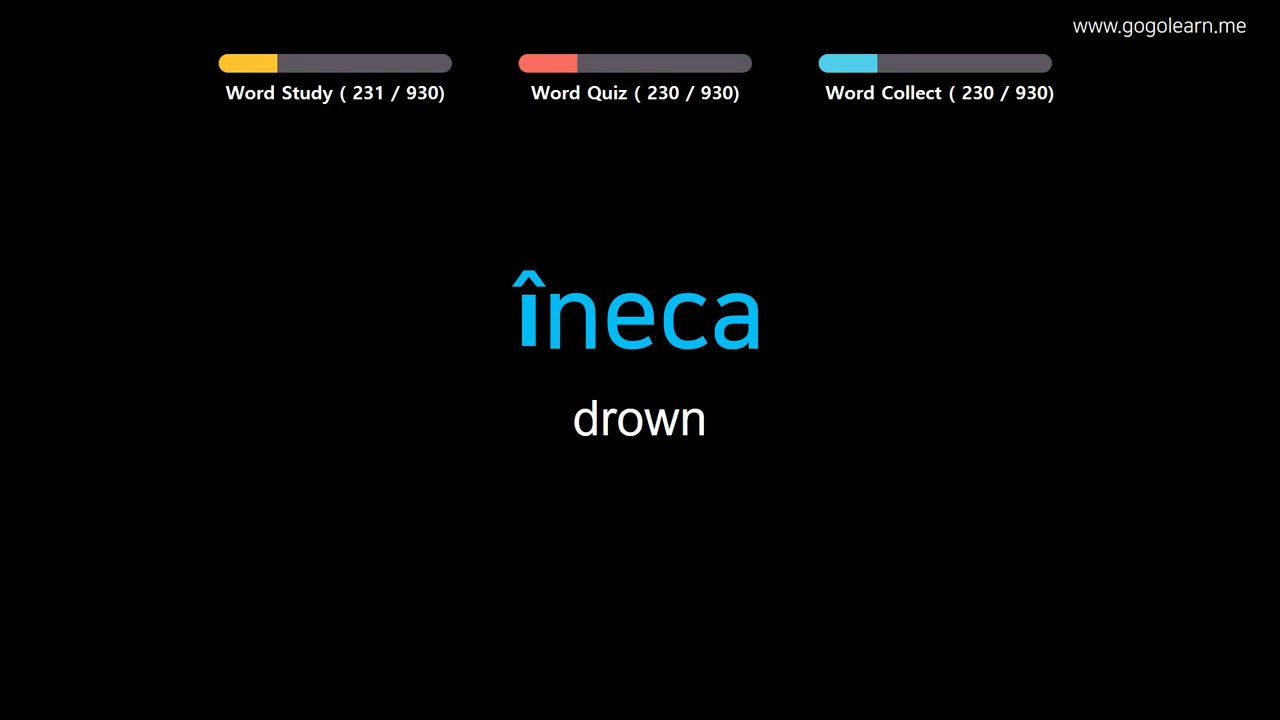 www.gogolearn.me
Word Study ( 231 / 930)
Word Quiz ( 230 / 930)
Word Collect ( 230 / 930)
îneca
drown